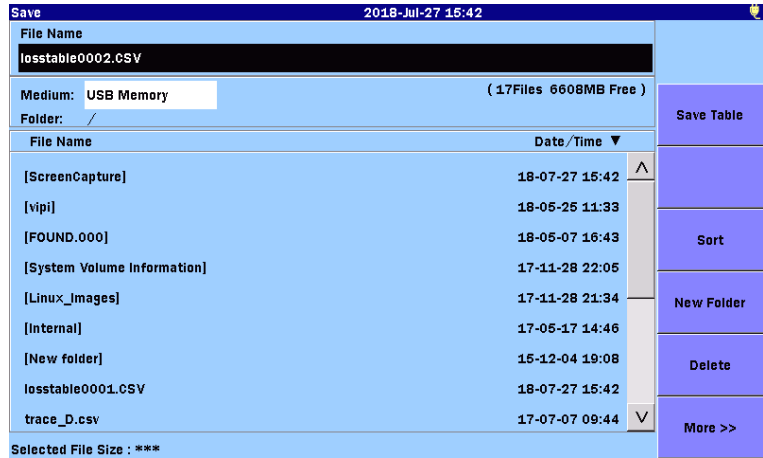 Save 2018-Jul-27 15:42
File Name
losstable0002.CSV
Medium: USB Memory (17Files 6608MB Free)
Folder: /
File Name Date/Time ▼
[ScreenCapture] 18-07-27 15:42
[vipi] 18-05-25 11:33
[FOUND.000] 18-05-07 16:43
[System Volume Information] 17-11-28 22:05
[Linux_Images] 17-11-28 21:34
[Internal] 17-05-17 14:46
[New folder] 15-12-04 19:08
losstable0001.CSV 18-07-27 15:42
trace_D.csv 17-07-07 09:44
Selected File Size : ***
Save Table
Sort
New Folder
Delete
More >>